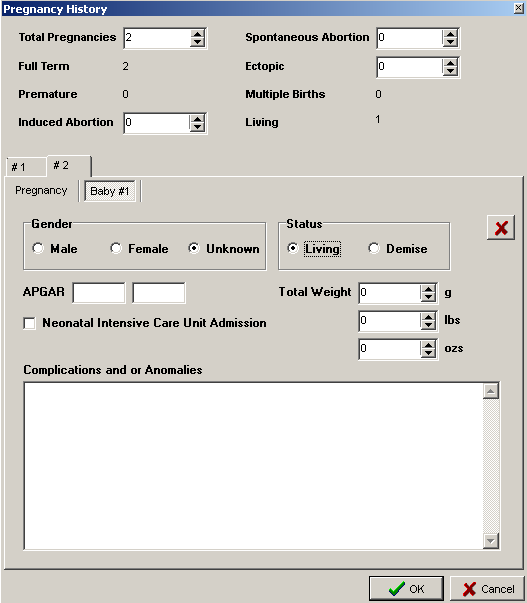 Pregnancy History
Total Pregnancies 2 Spontaneous Abortion 0
Full Term 2 Ectopic 0
Premature 0 Multiple Births 0
Induced Abortion 0 Living 1
# 1 # 2
Pregnancy Baby #1
Gender Status
Male Female Unknown Living Demise
APGAR Total Weight 0 g
Neonatal Intensive Care Unit Admission 0 lbs
0 ozs
Complications and or Anomalies
OK Cancel